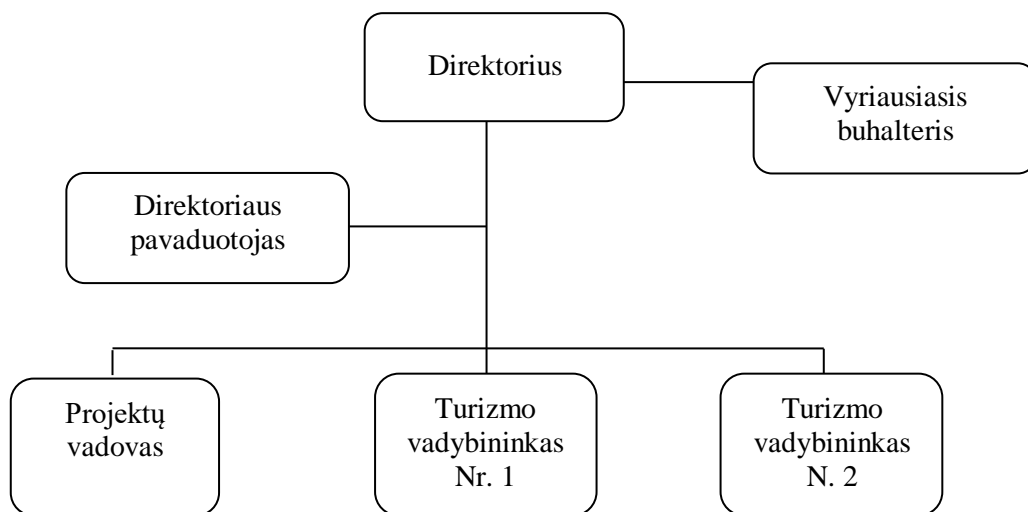 Direktorius
Vyriausiasis
buhalteris
Direktoriaus
pavaduotojas
Projektų
vadovas
Turizmo
vadybininkas
Nr. 1
Turizmo
vadybininkas
N. 2